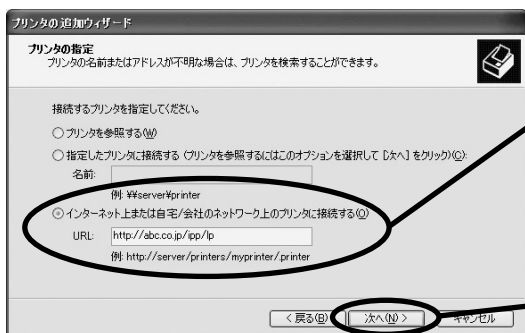 プリンタの追加ウィザード
プリンタの指定
プリンタの名前またはアドレスが不明な場合は、プリンタを検索することができます。
接続するプリンタを指定してください。
プリンタを参照する(W)
指定したプリンタに接続する (プリンタを参照するにはこのオプションを選択して [次へ] をクリック)(C):
名前:
例: ¥¥server¥printer
インターネット上または自宅/会社のネットワーク上のプリンタに接続する(O)
URL: http://abc.co.jp/ipp/lp
例: http://server/printers/myprinter/.printer
< 戻る(B) 次へ(N) > キャンセル